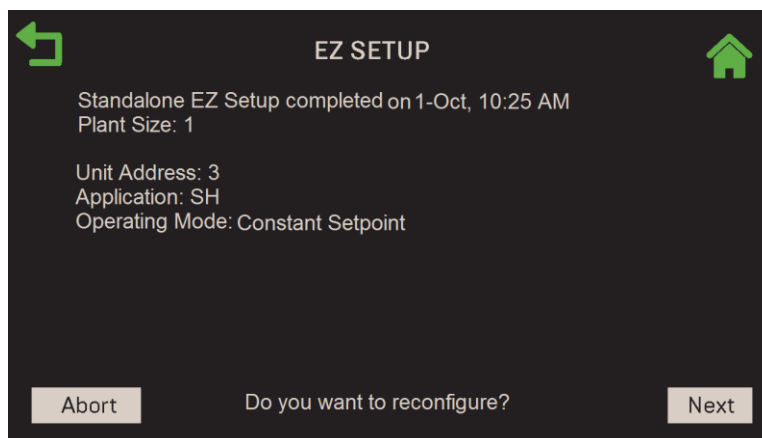 EZ SETUP
Standalone EZ Setup completed on 1-Oct, 10:25 AM
Plant Size: 1
Unit Address: 3
Application: SH
Operating Mode: Constant Setpoint
Abort
Do you want to reconfigure?
Next